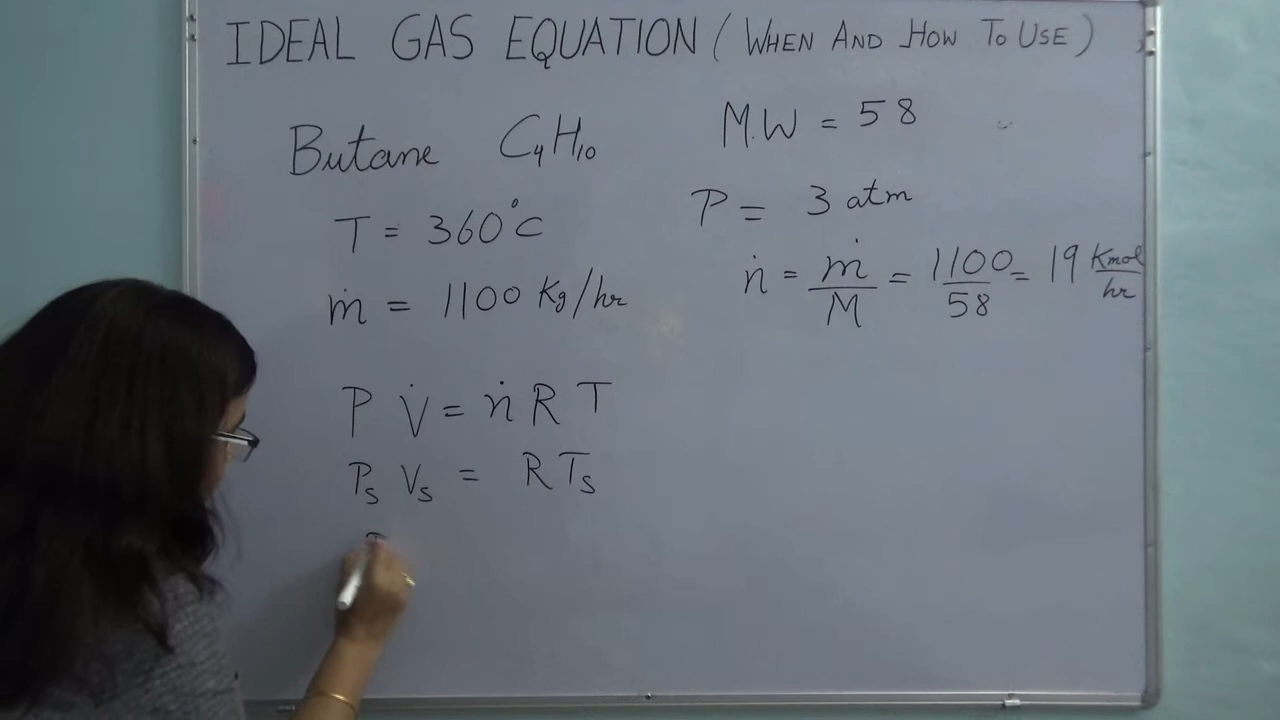 IDEAL GAS EQUATION (WHEN AND HOW TO USE)
Butane C₄H₁₀ M.W = 58
T = 360°C P = 3 atm
ṁ = 1100 Kg/hr ṅ = ṁ/M = 1100/58 = 19 Kmol/hr
P V̇ = ṅ R T
Pₛ Vₛ = R Tₛ